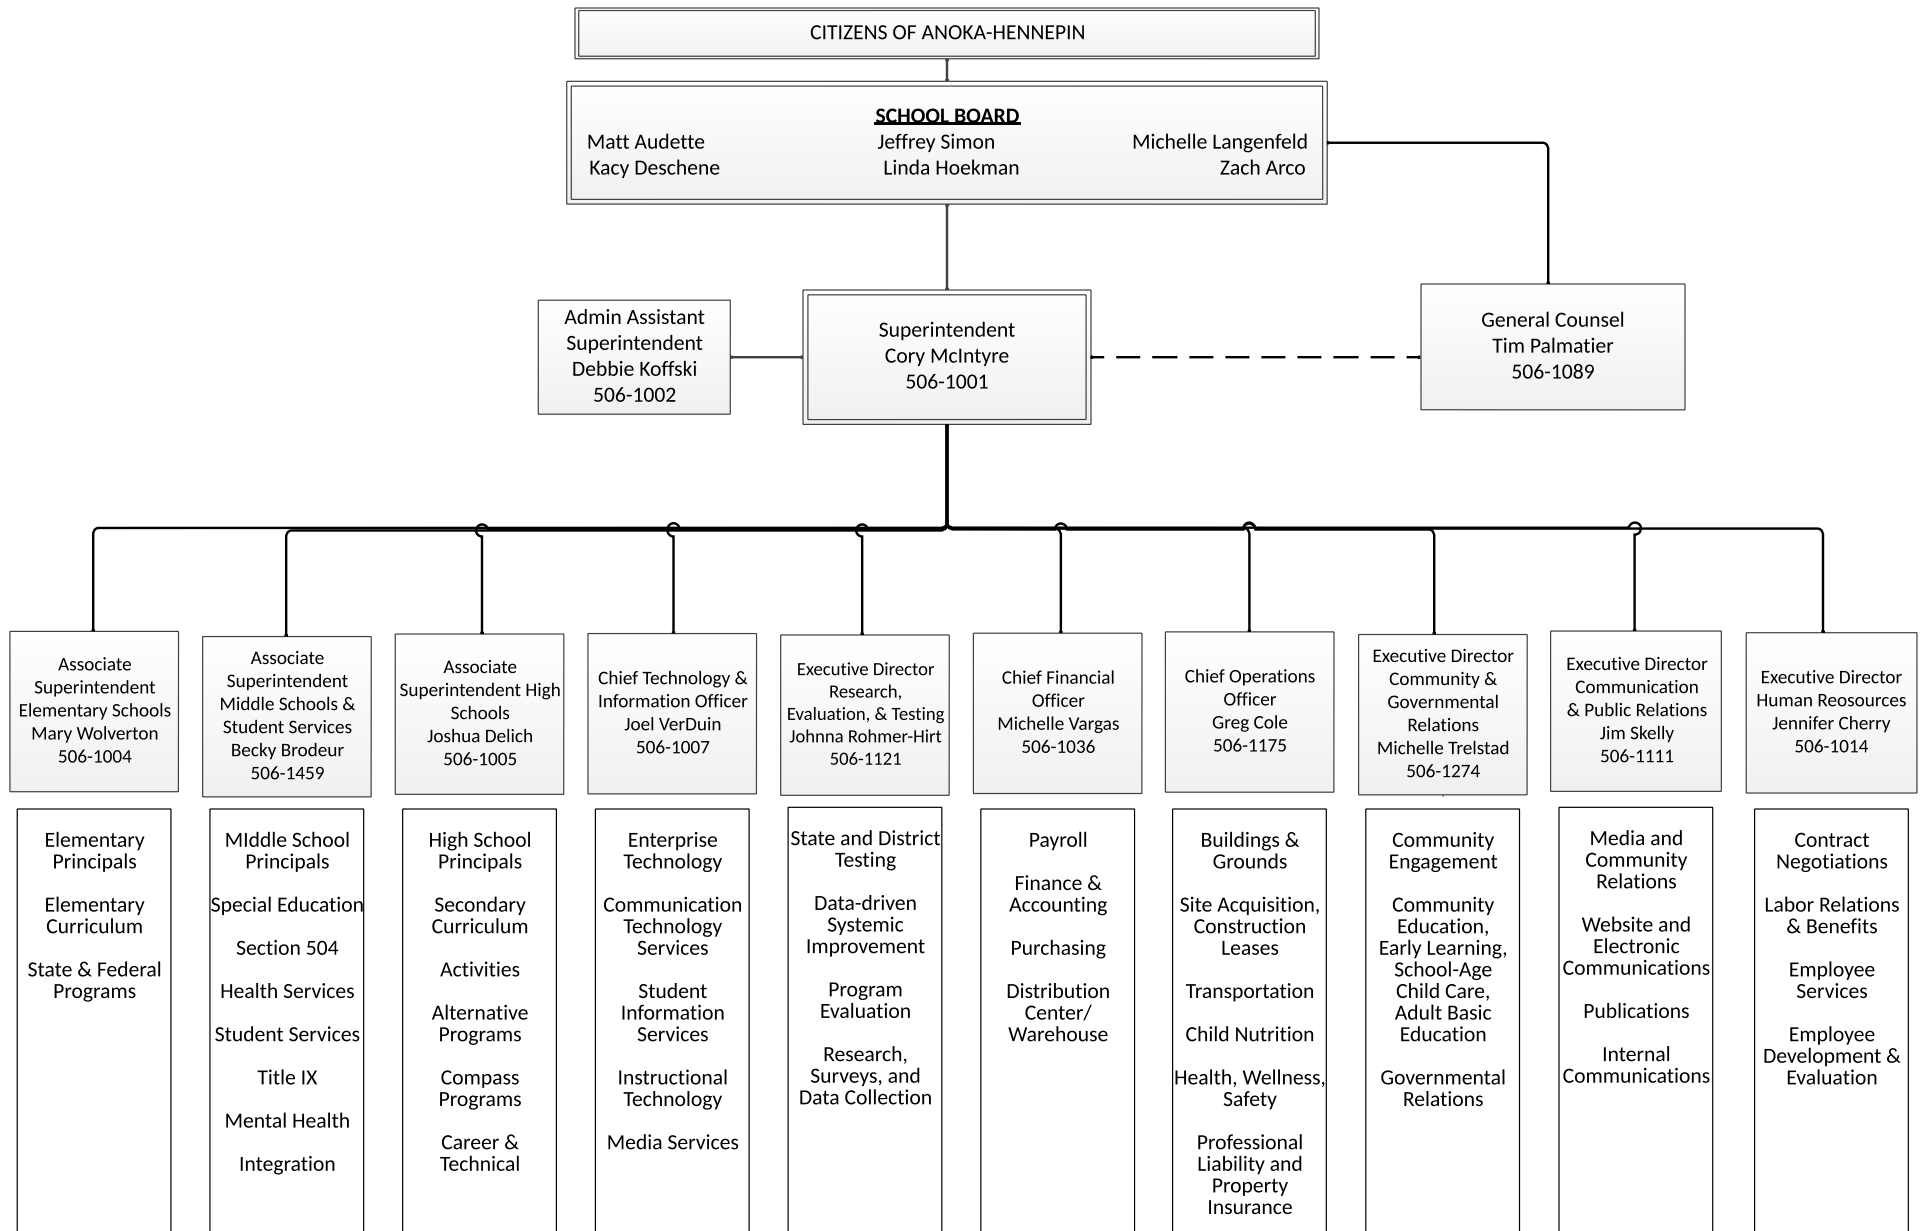 CITIZENS OF ANOKA-HENNEPIN
SCHOOL BOARD
Matt Audette Jeffrey Simon Michelle Langenfeld
Kacy Deschene Linda Hoekman Zach Arco
Admin Assistant
Superintendent
Debbie Koffski
506-1002
Superintendent
Cory McIntyre
506-1001
General Counsel
Tim Palmatier
506-1089
Associate
Superintendent
Elementary Schools
Mary Wolverton
506-1004
Associate
Superintendent
Middle Schools &
Student Services
Becky Brodeur
506-1459
Associate
Superintendent High
Schools
Joshua Delich
506-1005
Chief Technology &
Information Officer
Joel VerDuin
506-1007
Executive Director
Research,
Evaluation, & Testing
Johnna Rohmer-Hirt
506-1121
Chief Financial
Officer
Michelle Vargas
506-1036
Chief Operations
Officer
Greg Cole
506-1175
Executive Director
Community &
Governmental
Relations
Michelle Trelstad
506-1274
Executive Director
Communication
& Public Relations
Jim Skelly
506-1111
Executive Director
Human Reosources
Jennifer Cherry
506-1014
Elementary
Principals
Elementary
Curriculum
State & Federal
Programs
MIddle School
Principals
Special Education
Section 504
Health Services
Student Services
Title IX
Mental Health
Integration
High School
Principals
Secondary
Curriculum
Activities
Alternative
Programs
Compass
Programs
Career &
Technical
Enterprise
Technology
Communication
Technology
Services
Student
Information
Services
Instructional
Technology
Media Services
State and District
Testing
Data-driven
Systemic
Improvement
Program
Evaluation
Research,
Surveys, and
Data Collection
Payroll
Finance &
Accounting
Purchasing
Distribution
Center/
Warehouse
Buildings &
Grounds
Site Acquisition,
Construction
Leases
Transportation
Child Nutrition
Health, Wellness,
Safety
Professional
Liability and
Property
Insurance
Community
Engagement
Community
Education,
Early Learning,
School-Age
Child Care,
Adult Basic
Education
Governmental
Relations
Media and
Community
Relations
Website and
Electronic
Communications
Publications
Internal
Communications
Contract
Negotiations
Labor Relations
& Benefits
Employee
Services
Employee
Development &
Evaluation